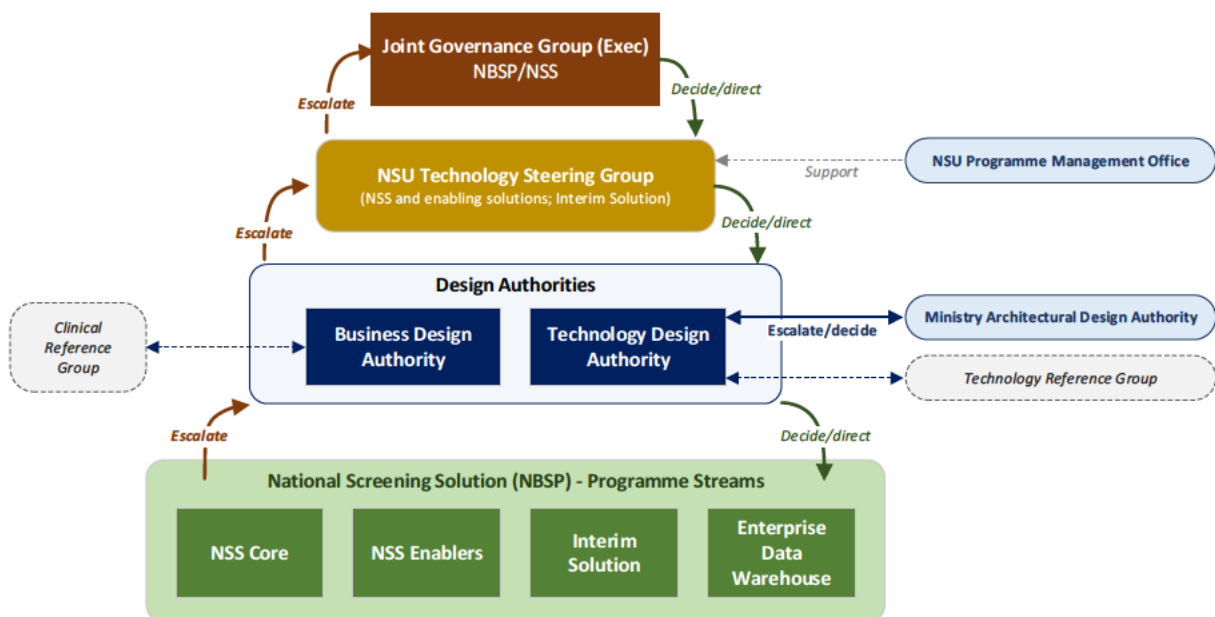 Joint Governance Group (Exec)
NBSP/NSS
Escalate
Decide/direct
NSU Technology Steering Group
(NSS and enabling solutions; Interim Solution)
Support
NSU Programme Management Office
Escalate
Decide/direct
Design Authorities
Clinical
Reference
Group
Business Design
Authority
Technology Design
Authority
Escalate/decide
Ministry Architectural Design Authority
Technology Reference Group
Escalate
Decide/direct
National Screening Solution (NBSP) - Programme Streams
NSS Core
NSS Enablers
Interim
Solution
Enterprise
Data
Warehouse